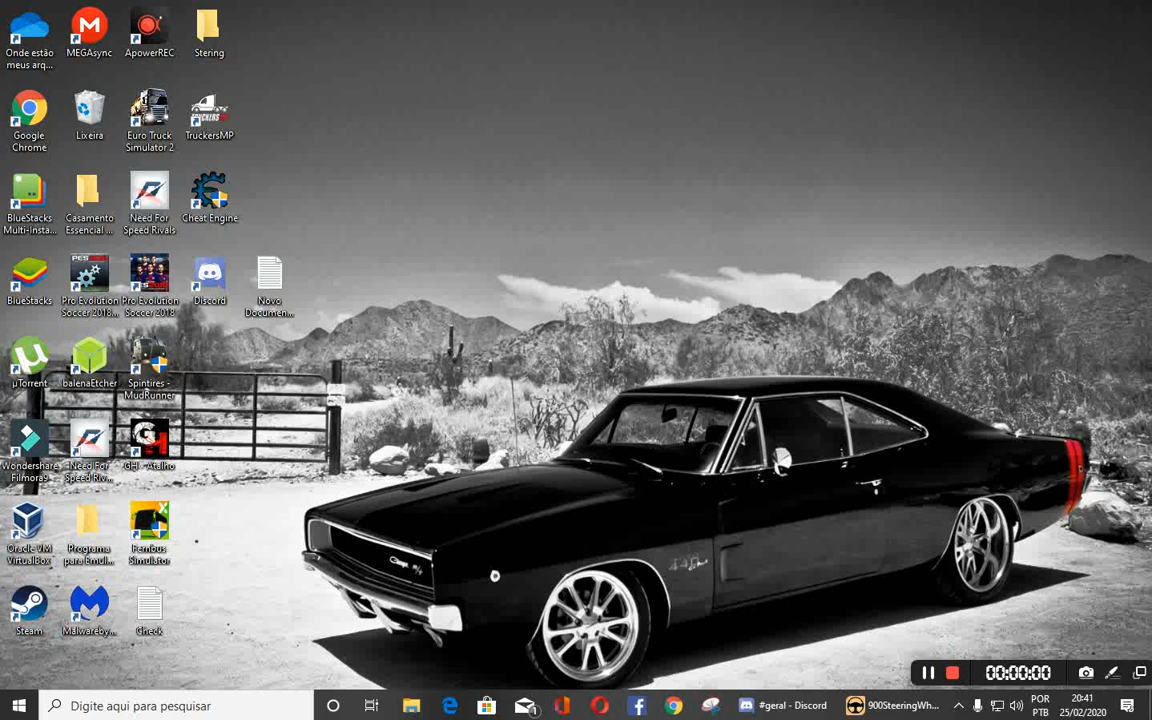 Onde estão
meus arq...
MEGAsync
ApowerREC
Stering
Google
Chrome
Lixeira
Euro Truck
Simulator 2
TruckersMP
BlueStacks
Multi-Insta...
Casamento
Essencial ...
Need For
Speed Rivals
Cheat Engine
BlueStacks
Pro Evolution
Soccer 2018...
Pro Evolution
Soccer 2018
Discord
Novo
Documen...
µTorrent
balenaEtcher
Spintires -
MudRunner
Wondershare
Filmora9
Need For
Speed Riv...
GH - Atalho
Oracle VM
VirtualBox
Programa
para Emul...
Fernbus
Simulator
Steam
Malwareby...
Check
00:00:00
Digite aqui para pesquisar
#geral - Discord
900SteeringWh...
POR
PTB
20:41
25/02/2020